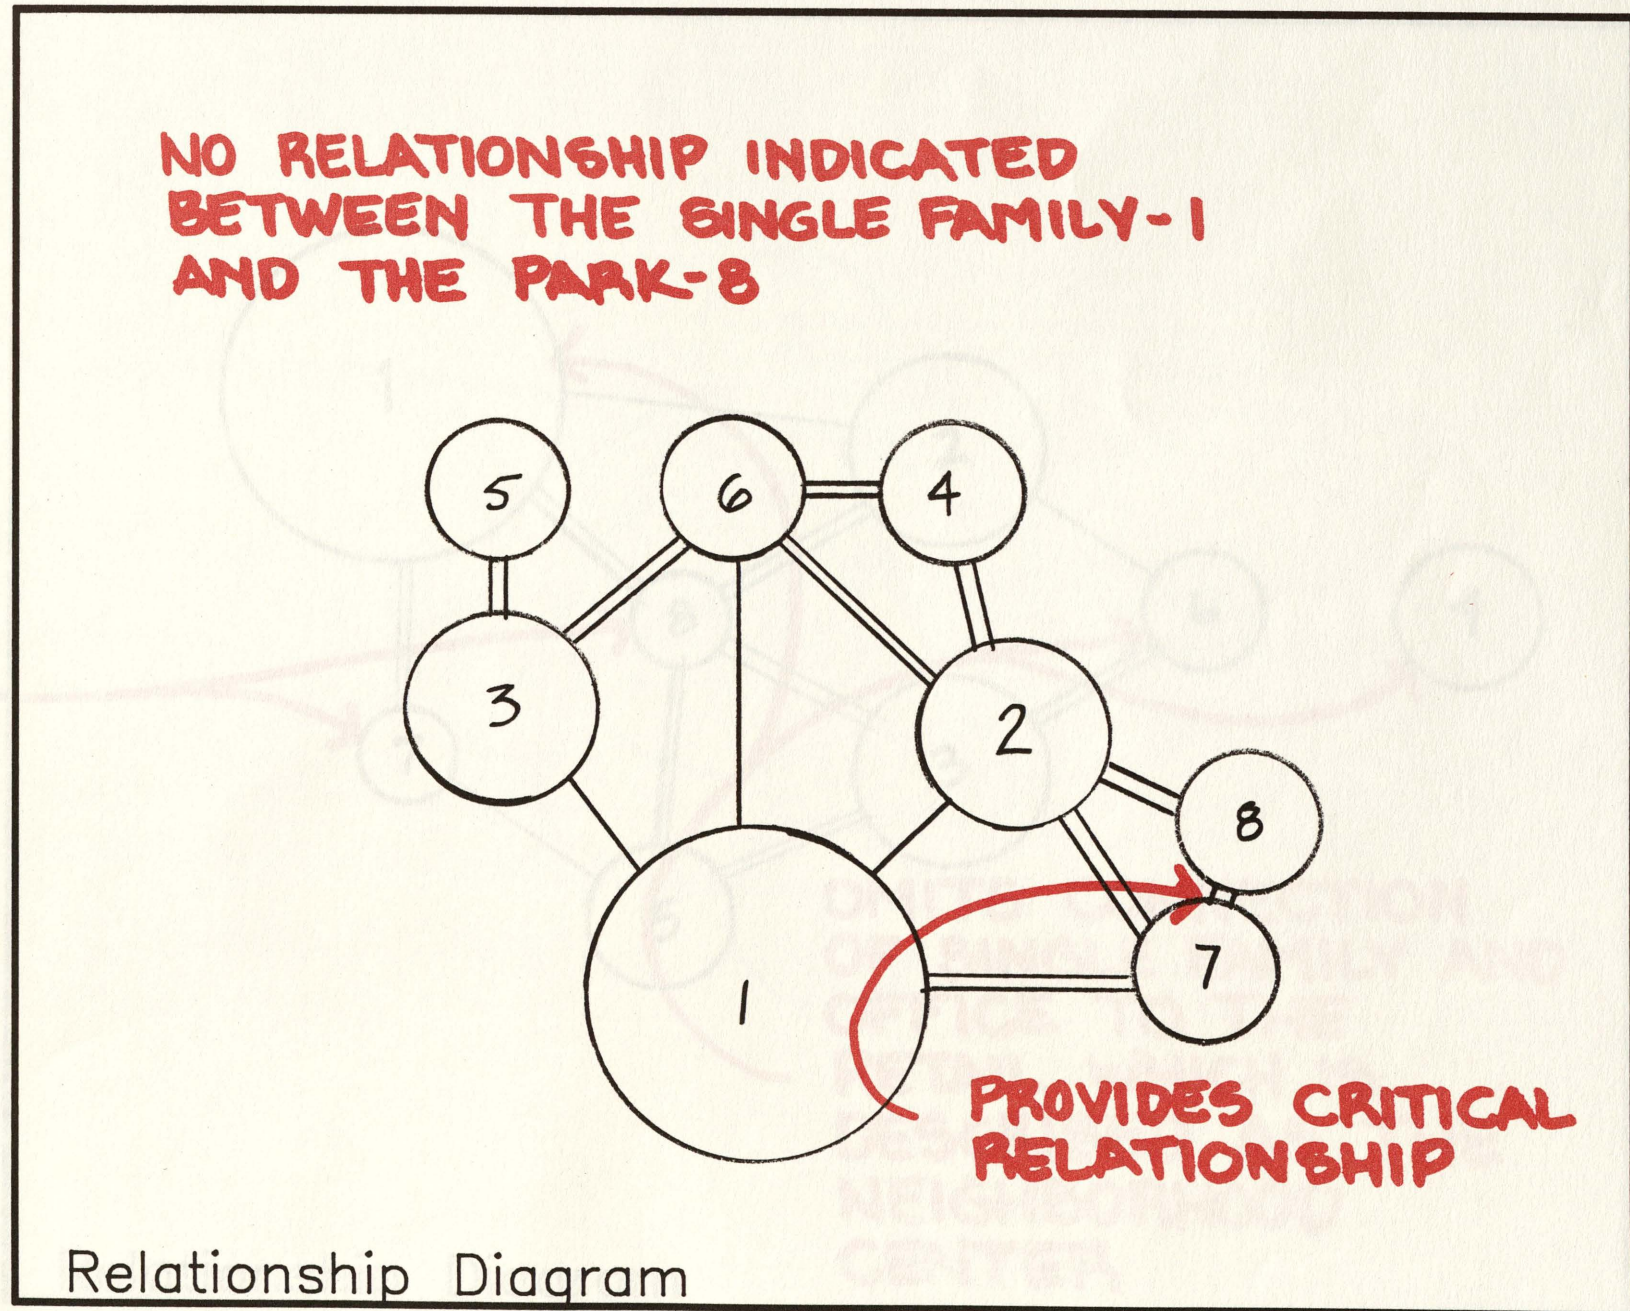 NO RELATIONSHIP INDICATED
BETWEEN THE SINGLE FAMILY-1
AND THE PARK-8
5
6
4
3
2
8
7
1
PROVIDES CRITICAL
RELATIONSHIP
Relationship Diagram